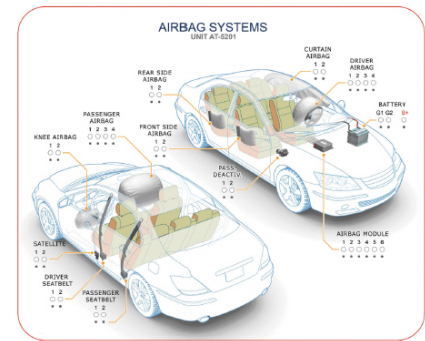 AIRBAG SYSTEMS
UNIT AT-5201
CURTAIN
AIRBAG
1 2
REAR SIDE
AIRBAG
1 2
DRIVER
AIRBAG
1 2 3 4
BATTERY
G1 G2 B+
PASSENGER
AIRBAG
1 2 3 4
FRONT SIDE
AIRBAG
1 2
KNEE AIRBAG
1 2
PASS
DEACTIV
1 2
AIRBAG MODULE
1 2 3 4 5 6
SATELLITE
1 2
DRIVER
SEATBELT
1 2
PASSENGER
SEATBELT
1 2